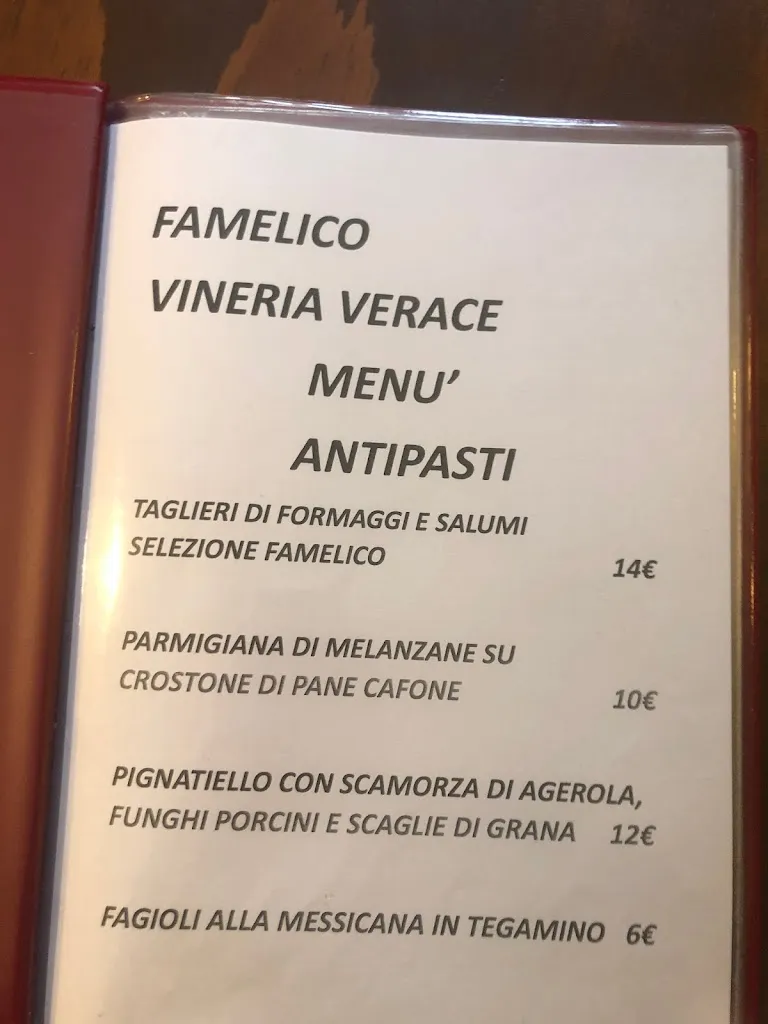 FAMELICO
VINERIA VERACE
MENU'
ANTIPASTI
TAGLIERI DI FORMAGGI E SALUMI
SELEZIONE FAMELICO 14€
PARMIGIANA DI MELANZANE SU
CROSTONE DI PANE CAFONE 10€
PIGNATIELLO CON SCAMORZA DI AGEROLA,
FUNGHI PORCINI E SCAGLIE DI GRANA 12€
FAGIOLI ALLA MESSICANA IN TEGAMINO 6€